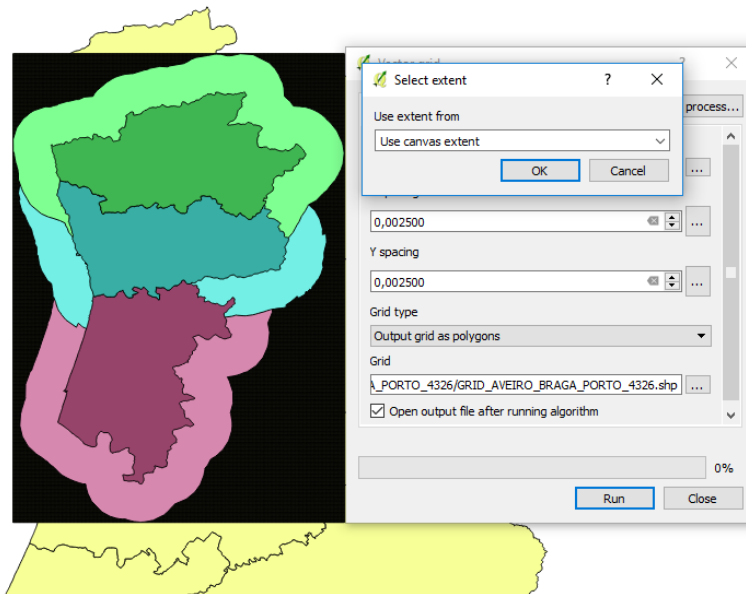 Select extent
?
Use extent from
Use canvas extent
OK
Cancel
process...
...
0,002500
...
Y spacing
0,002500
...
Grid type
Output grid as polygons
Grid
A_PORTO_4326/GRID_AVEIRO_BRAGA_PORTO_4326.shp
...
Open output file after running algorithm
0%
Run
Close